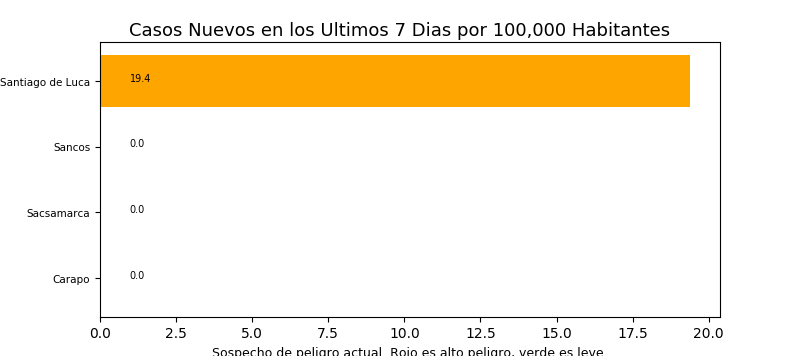 Casos Nuevos en los Ultimos 7 Dias por 100,000 Habitantes
Santiago de Luca
19.4
Sancos
0.0
Sacsamarca
0.0
Carapo
0.0
0.0 2.5 5.0 7.5 10.0 12.5 15.0 17.5 20.0
Sospecho de peligro actual. Rojo es alto peligro, verde es leve